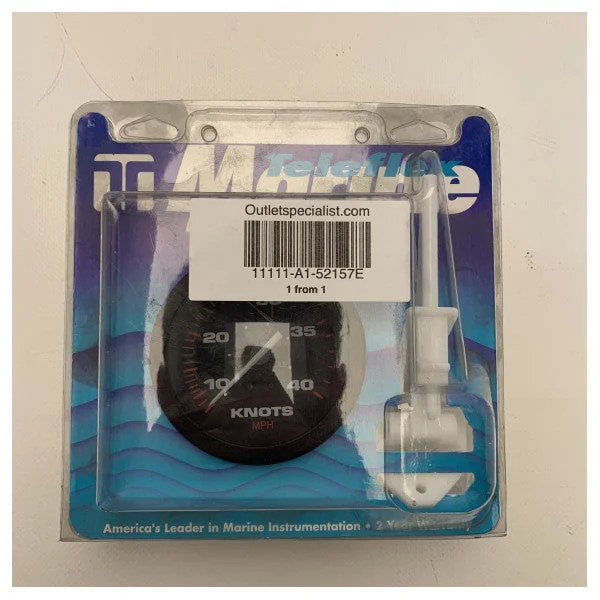 Teleflex
Marine
Outletspecialist.com
11111-A1-52157E
1 from 1
20
35
10
40
KNOTS
MPH
America's Leader in Marine Instrumentation • 2 Year Warranty